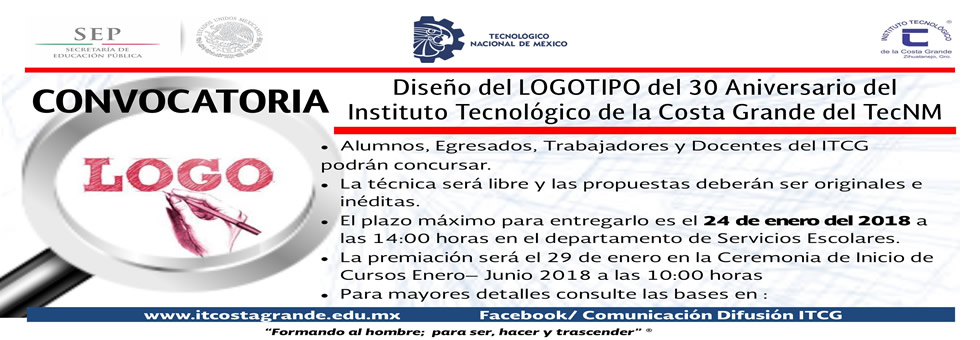 SEP
SECRETARÍA DE
EDUCACIÓN PÚBLICA
ESTADOS UNIDOS MEXICANOS
TECNOLÓGICO
NACIONAL DE MÉXICO
INSTITUTO TECNOLÓGICO
de la Costa Grande
Zihuatanejo, Gro.
CONVOCATORIA
Diseño del LOGOTIPO del 30 Aniversario del
Instituto Tecnológico de la Costa Grande del TecNM
LOGO
• Alumnos, Egresados, Trabajadores y Docentes del ITCG
podrán concursar.
• La técnica será libre y las propuestas deberán ser originales e
inéditas.
• El plazo máximo para entregarlo es el 24 de enero del 2018 a
las 14:00 horas en el departamento de Servicios Escolares.
• La premiación será el 29 de enero en la Ceremonia de Inicio de
Cursos Enero– Junio 2018 a las 10:00 horas
• Para mayores detalles consulte las bases en :
www.itcostagrande.edu.mx Facebook/ Comunicación Difusión ITCG
"Formando al hombre; para ser, hacer y trascender" ®